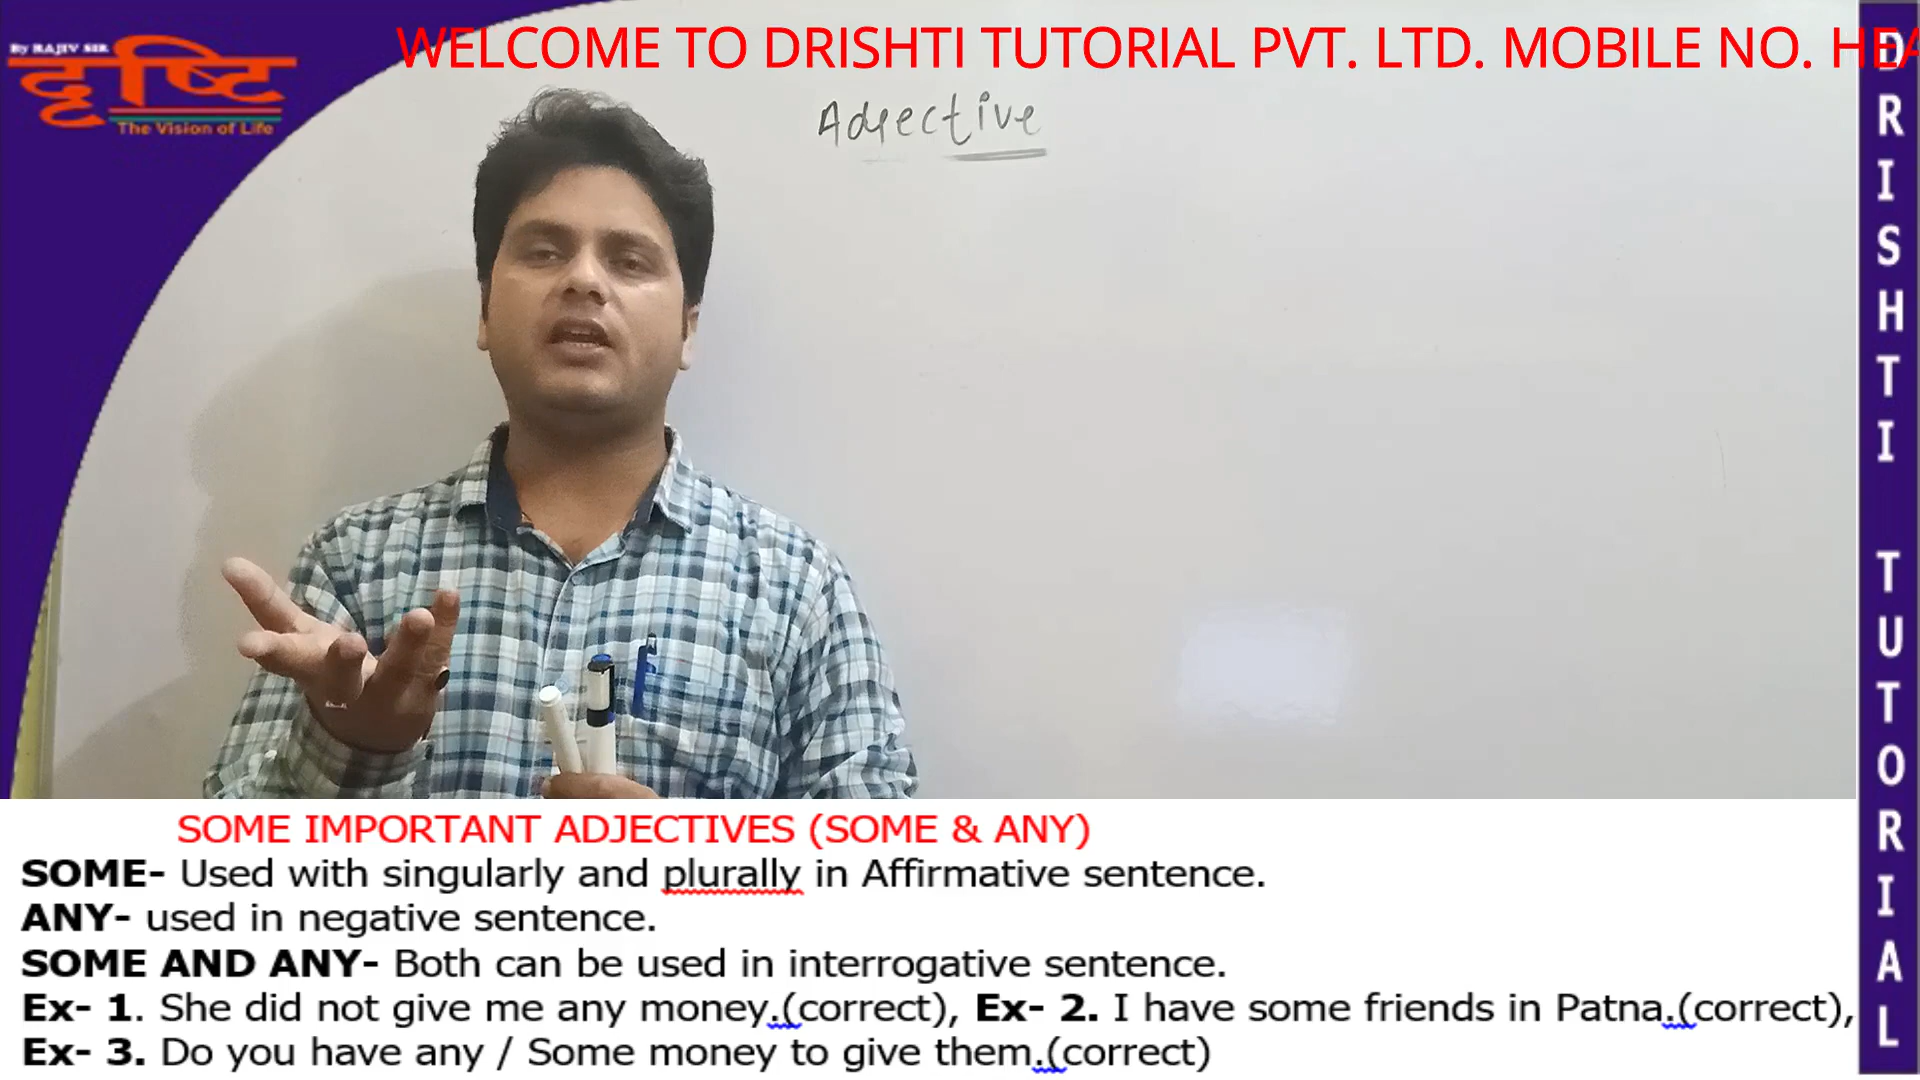 WELCOME TO DRISHTI TUTORIAL PVT. LTD. MOBILE NO. HEA
By RAJIV SIR
दृष्टि
The Vision of Life
Adjective
DRISHTI TUTORIAL
SOME IMPORTANT ADJECTIVES (SOME & ANY)
SOME- Used with singularly and plurally in Affirmative sentence.
ANY- used in negative sentence.
SOME AND ANY- Both can be used in interrogative sentence.
Ex- 1. She did not give me any money.(correct), Ex- 2. I have some friends in Patna.(correct),
Ex- 3. Do you have any / Some money to give them.(correct)